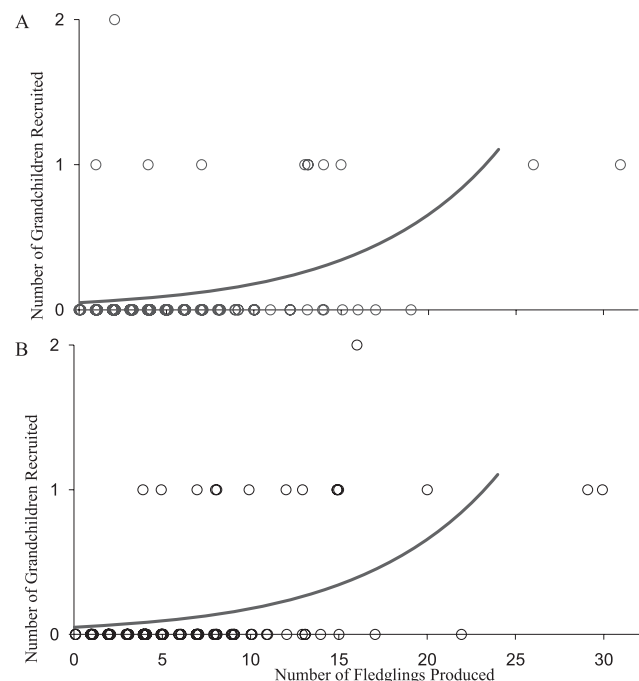 A
2
1
0
Number of Grandchildren Recruited
B
2
1
0
Number of Grandchildren Recruited
0 5 10 15 20 25 30
Number of Fledglings Produced